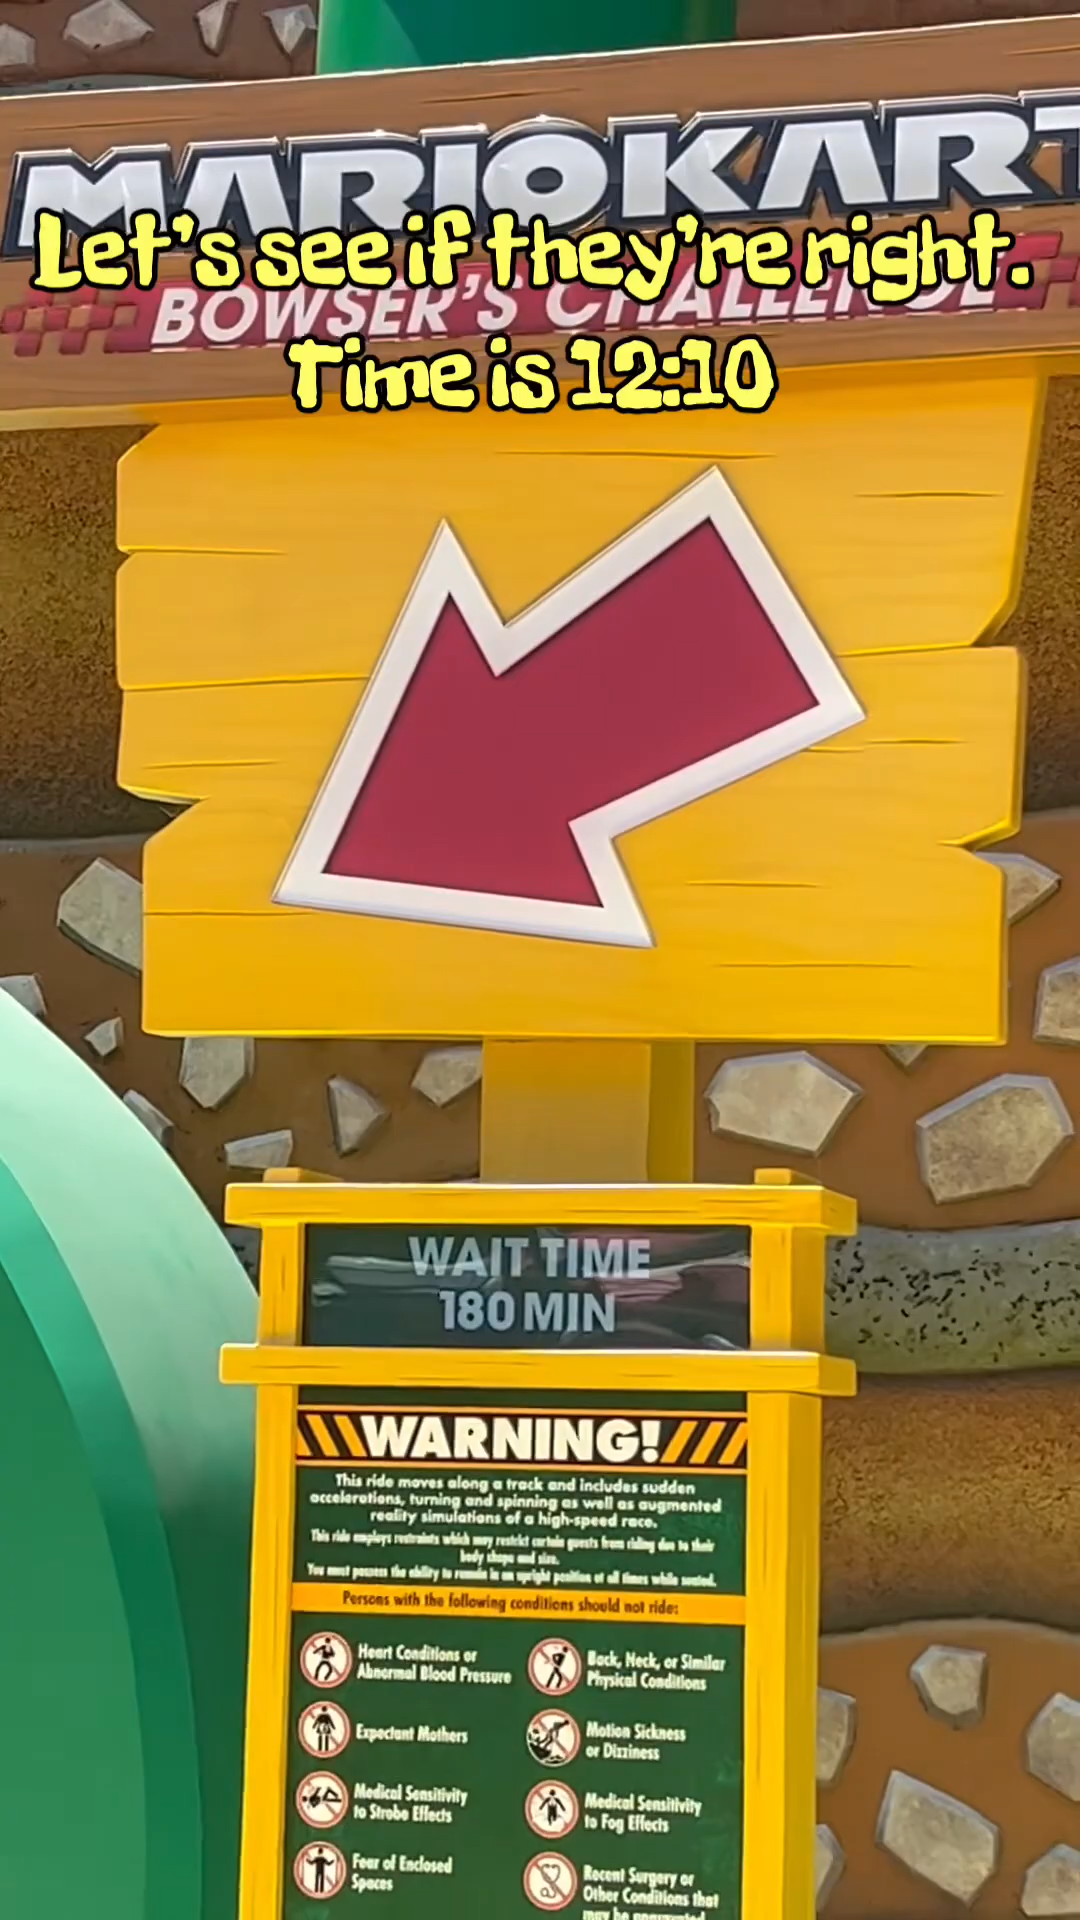 MARIOKART
Let's see if they're right.
BOWSER'S CHALLENGE
Time is 12:10
WAIT TIME
180 MIN
WARNING!
This ride moves along a track and includes sudden
accelerations, turning and spinning as well as augmented
reality simulations of a high-speed race.
This ride employs restraints which may restrict certain guests from riding due to their
body shape and size.
You must possess the ability to remain in an upright position at all times while seated.
Persons with the following conditions should not ride:
Heart Conditions or
Abnormal Blood Pressure
Back, Neck, or Similar
Physical Conditions
Expectant Mothers
Motion Sickness
or Dizziness
Medical Sensitivity
to Strobe Effects
Medical Sensitivity
to Fog Effects
Fear of Enclosed
Spaces
Recent Surgery or
Other Conditions that
may be aggravated